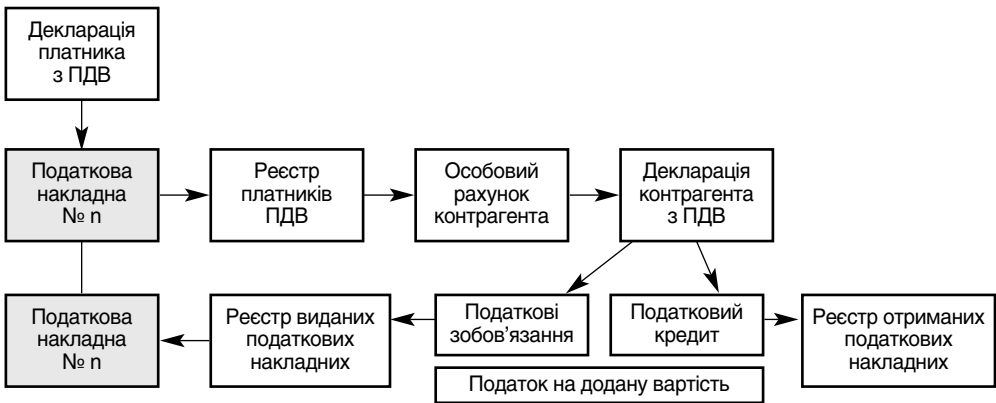 Декларація
платника
з ПДВ
Податкова
накладна
№ n
Реєстр
платників
ПДВ
Особовий
рахунок
контрагента
Декларація
контрагента
з ПДВ
Податкова
накладна
№ n
Реєстр виданих
податкових
накладних
Податкові
зобов’язання
Податковий
кредит
Реєстр отриманих
податкових
накладних
Податок на додану вартість